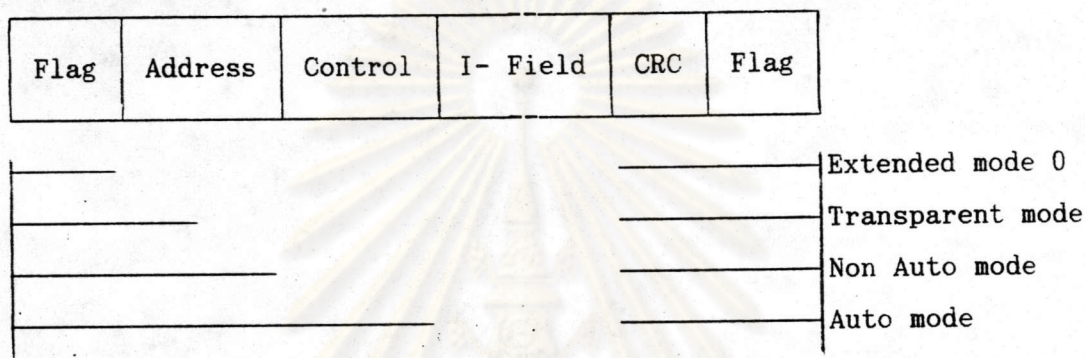 Flag Address Control I- Field CRC Flag
Extended mode 0
Transparent mode
Non Auto mode
Auto mode